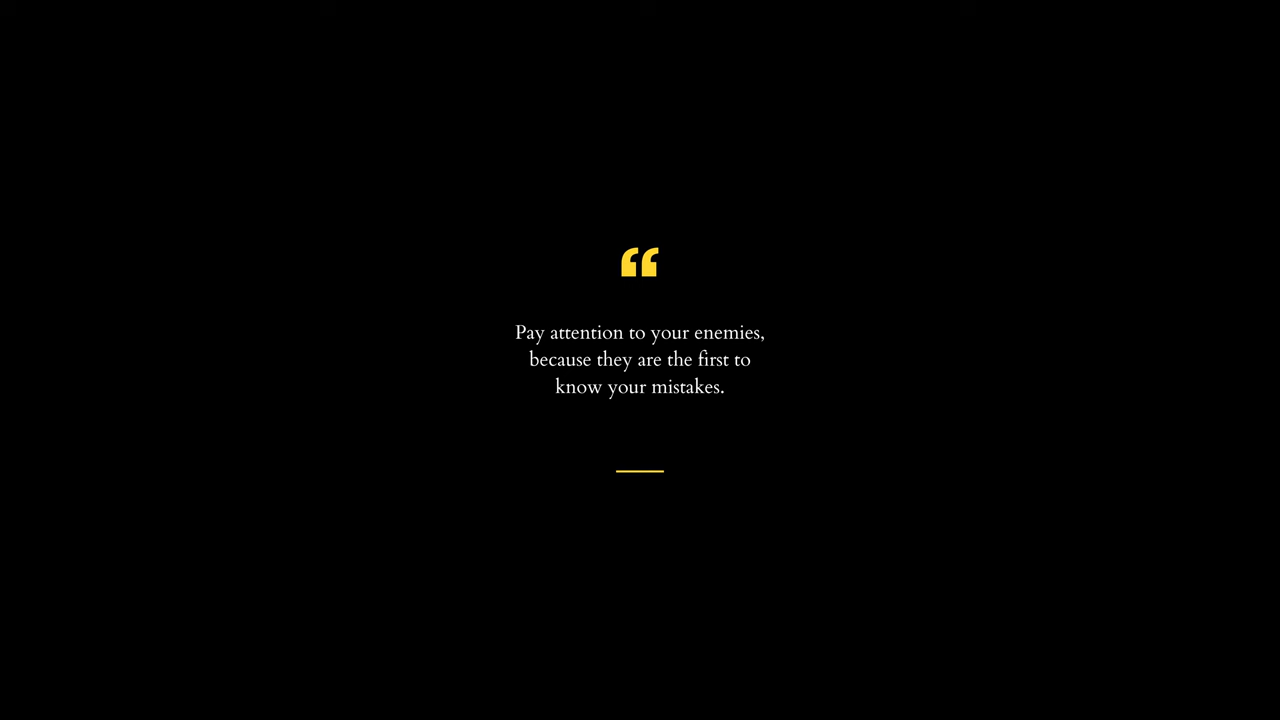 “
Pay attention to your enemies,
because they are the first to
know your mistakes.